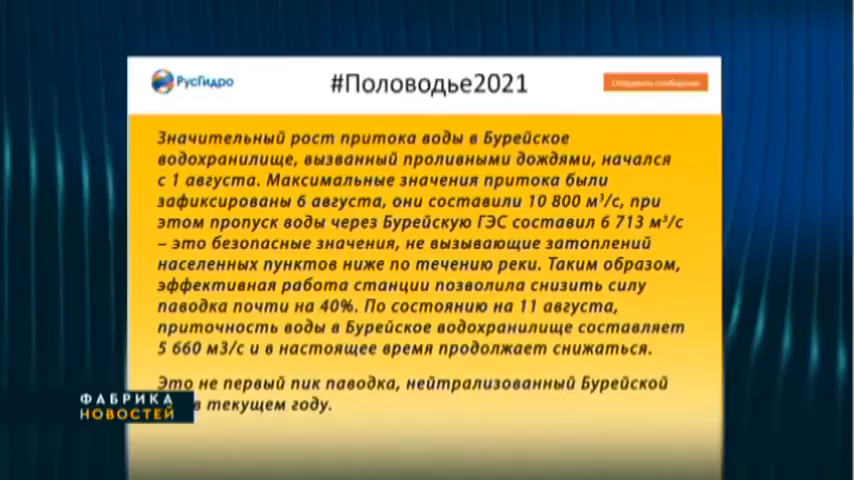 РусГидро
#Половодье2021
Отправить сообщение
Значительный рост притока воды в Бурейское
водохранилище, вызванный проливными дождями, начался
с 1 августа. Максимальные значения притока были
зафиксированы 6 августа, они составили 10 800 м³/с, при
этом пропуск воды через Бурейскую ГЭС составил 6 713 м³/с
– это безопасные значения, не вызывающие затоплений
населенных пунктов ниже по течению реки. Таким образом,
эффективная работа станции позволила снизить силу
паводка почти на 40%. По состоянию на 11 августа,
приточность воды в Бурейское водохранилище составляет
5 660 м3/с и в настоящее время продолжает снижаться.
Это не первый пик паводка, нейтрализованный Бурейской
в текущем году.
ФАБРИКА
НОВОСТЕЙ